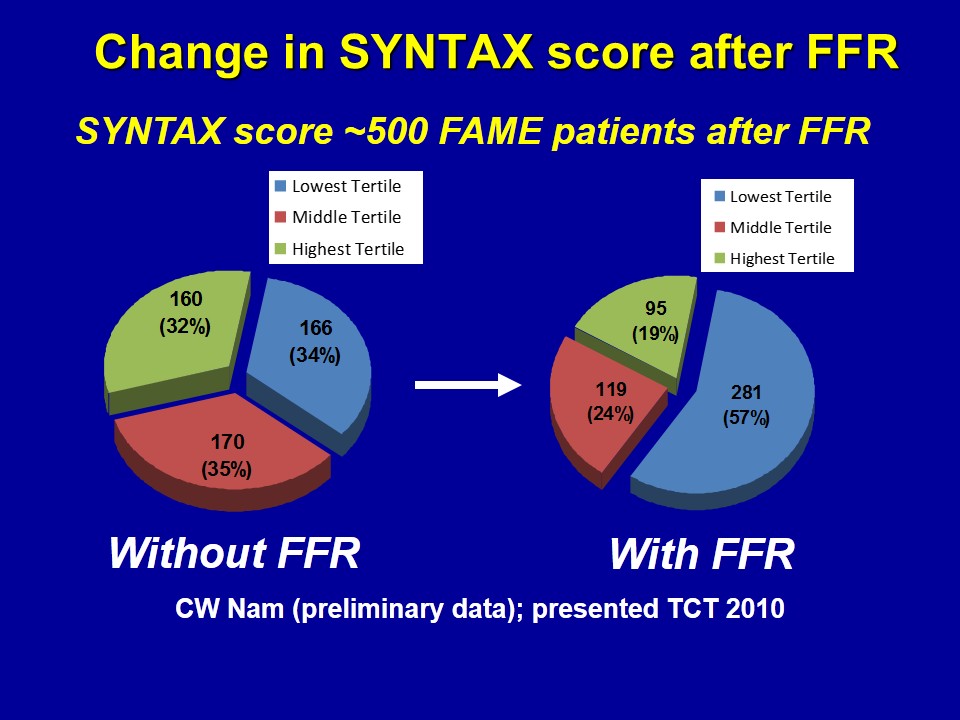 Change in SYNTAX score after FFR
SYNTAX score ~500 FAME patients after FFR
Lowest Tertile
Middle Tertile
Highest Tertile
160
(32%)
166
(34%)
170
(35%)
Lowest Tertile
Middle Tertile
Highest Tertile
95
(19%)
119
(24%)
281
(57%)
Without FFR
With FFR
CW Nam (preliminary data); presented TCT 2010